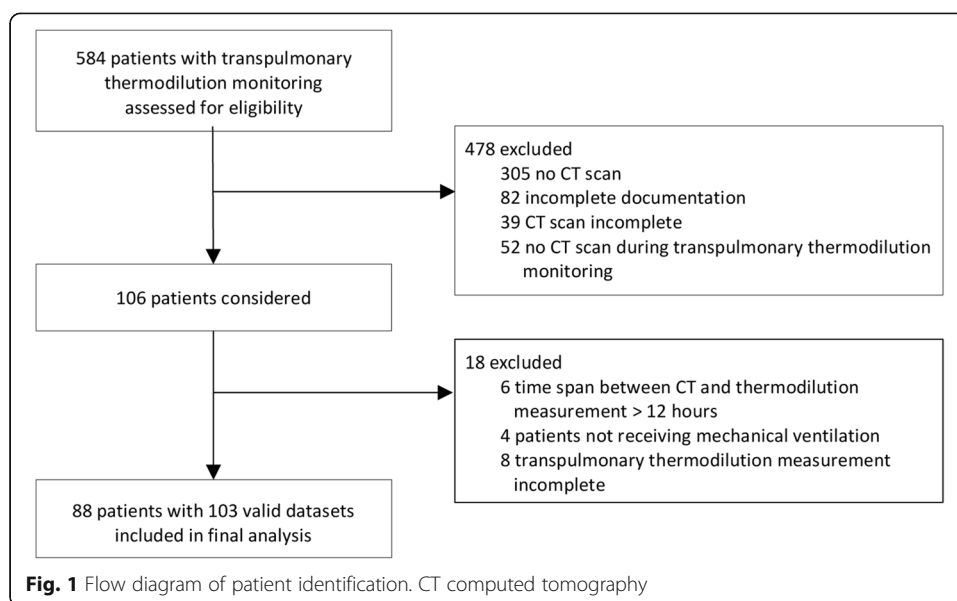 584 patients with transpulmonary
thermodilution monitoring
assessed for eligibility
478 excluded
305 no CT scan
82 incomplete documentation
39 CT scan incomplete
52 no CT scan during transpulmonary thermodilution
monitoring
106 patients considered
18 excluded
6 time span between CT and thermodilution
measurement > 12 hours
4 patients not receiving mechanical ventilation
8 transpulmonary thermodilution measurement
incomplete
88 patients with 103 valid datasets
included in final analysis
Fig. 1 Flow diagram of patient identification. CT computed tomography